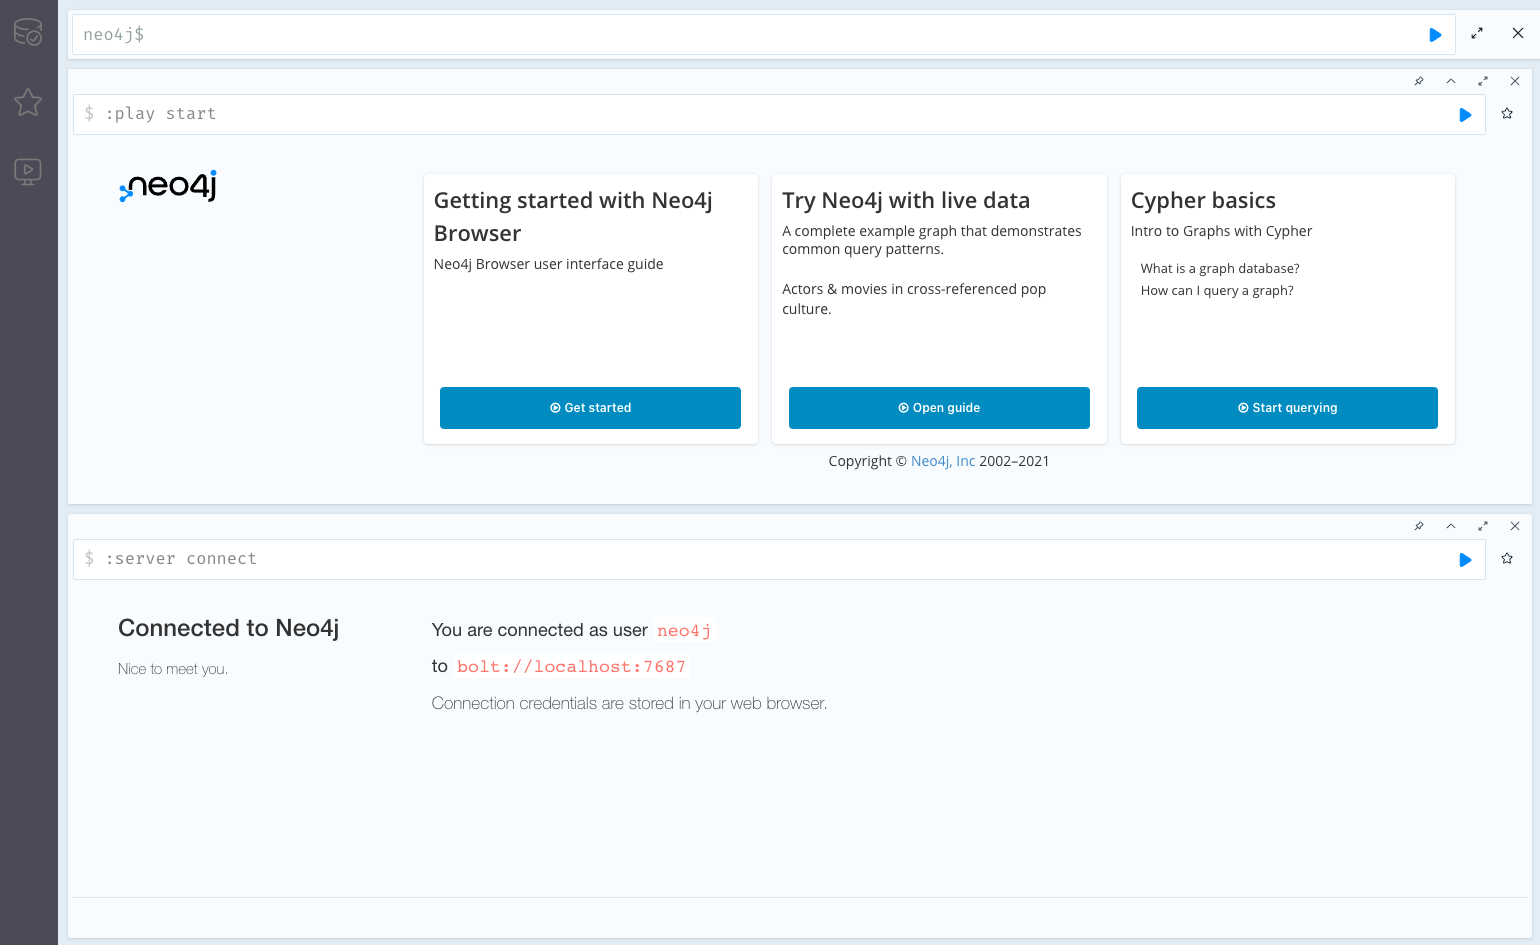 neo4j$
$ :play start
neo4j
Getting started with Neo4j
Browser
Neo4j Browser user interface guide
Get started
Try Neo4j with live data
A complete example graph that demonstrates
common query patterns.
Actors & movies in cross-referenced pop
culture.
Open guide
Cypher basics
Intro to Graphs with Cypher
What is a graph database?
How can I query a graph?
Start querying
Copyright © Neo4j, Inc 2002–2021
$ :server connect
Connected to Neo4j
Nice to meet you.
You are connected as user neo4j
to bolt://localhost:7687
Connection credentials are stored in your web browser.